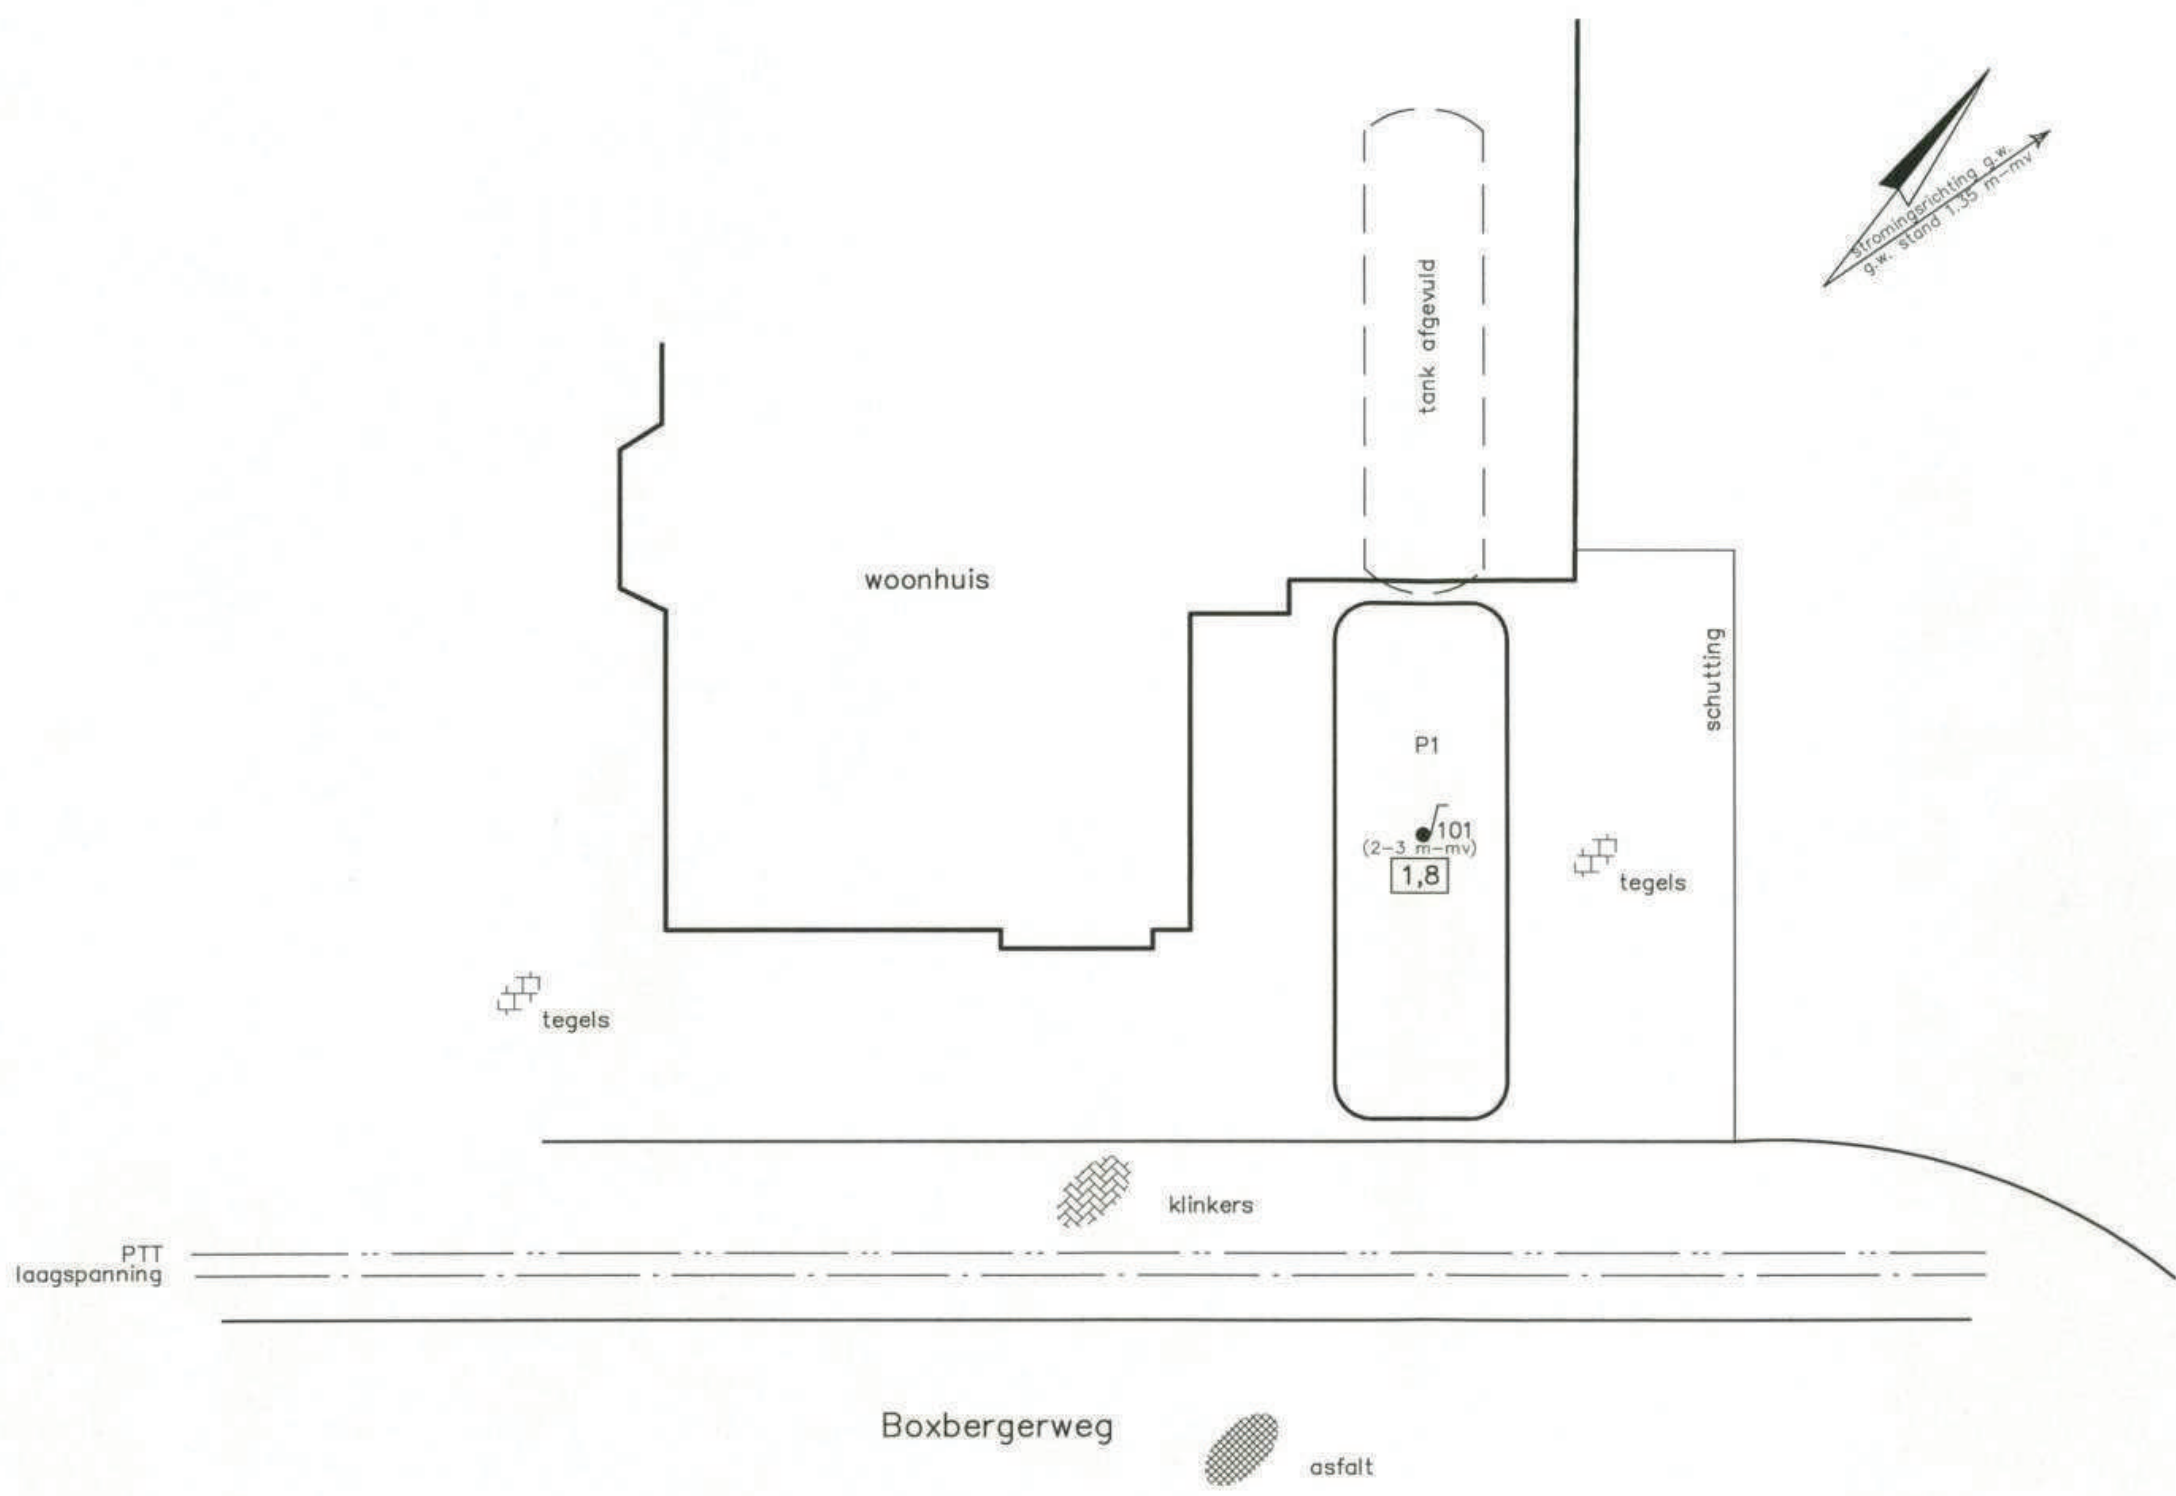 stromingsrichting g.w.
g.w. stand 1.35 m-mv
tank afgevuld
woonhuis
schutting
P1
101
(2-3 m-mv)
1,8
tegels
tegels
klinkers
PTT
laagspanning
Boxbergerweg
asfalt